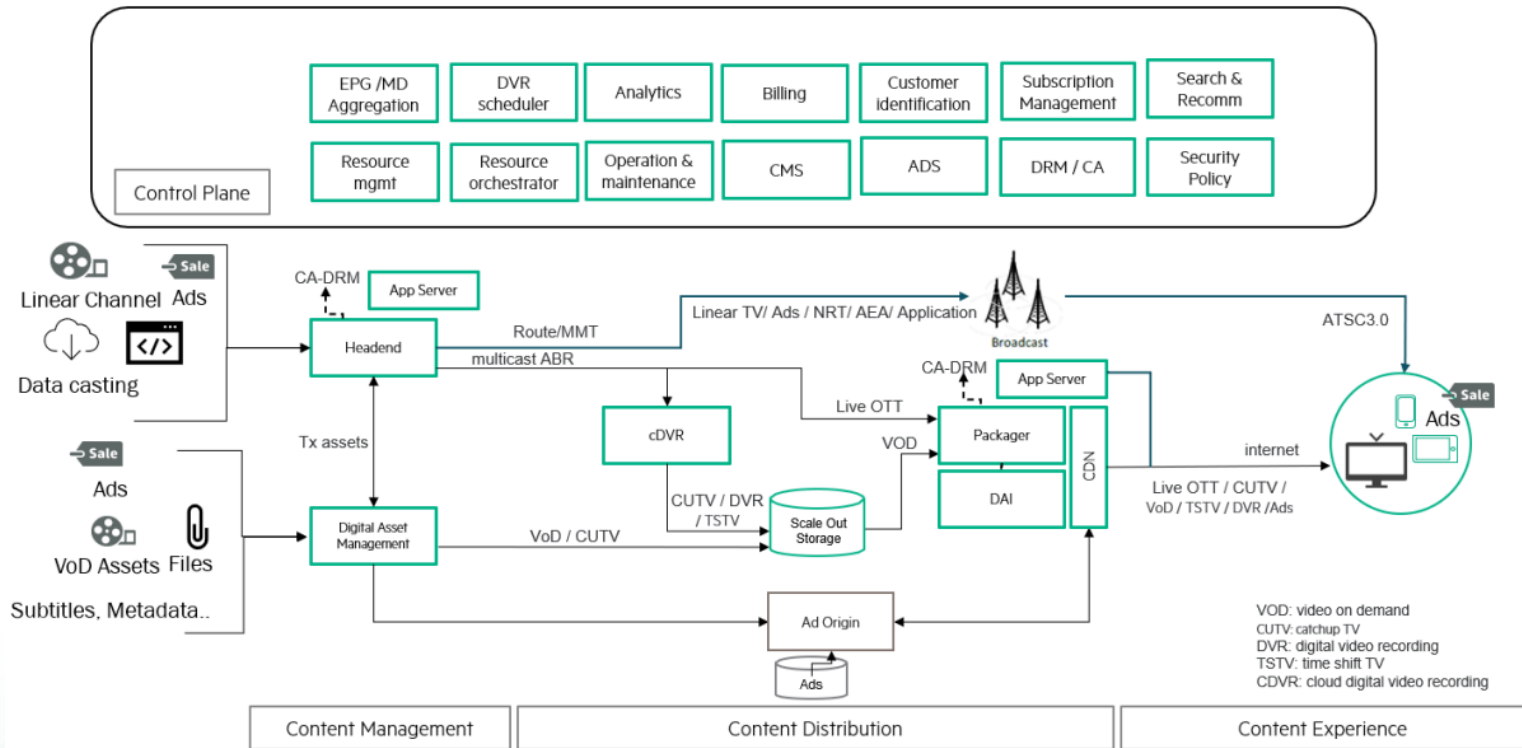 EPG /MD
Aggregation
DVR
scheduler
Analytics
Billing
Customer
identification
Subscription
Management
Search &
Recomm
Resource
mgmt
Resource
orchestrator
Operation &
maintenance
CMS
ADS
DRM / CA
Security
Policy
Control Plane
Sale
Linear Channel
Ads
</>
Data casting
CA-DRM
App Server
Headend
Route/MMT
multicast ABR
Linear TV/ Ads / NRT/ AEA/ Application
Broadcast
ATSC3.0
Tx assets
cDVR
Live OTT
VOD
CA-DRM
App Server
Packager
DAI
CDN
internet
Live OTT / CUTV /
VoD / TSTV / DVR /Ads
Sale
Ads
Sale
Ads
VoD Assets
Files
Subtitles, Metadata..
Digital Asset
Management
CUTV / DVR
/ TSTV
VoD / CUTV
Scale Out
Storage
Ad Origin
Ads
VOD: video on demand
CUTV: catchup TV
DVR: digital video recording
TSTV: time shift TV
CDVR: cloud digital video recording
Content Management
Content Distribution
Content Experience